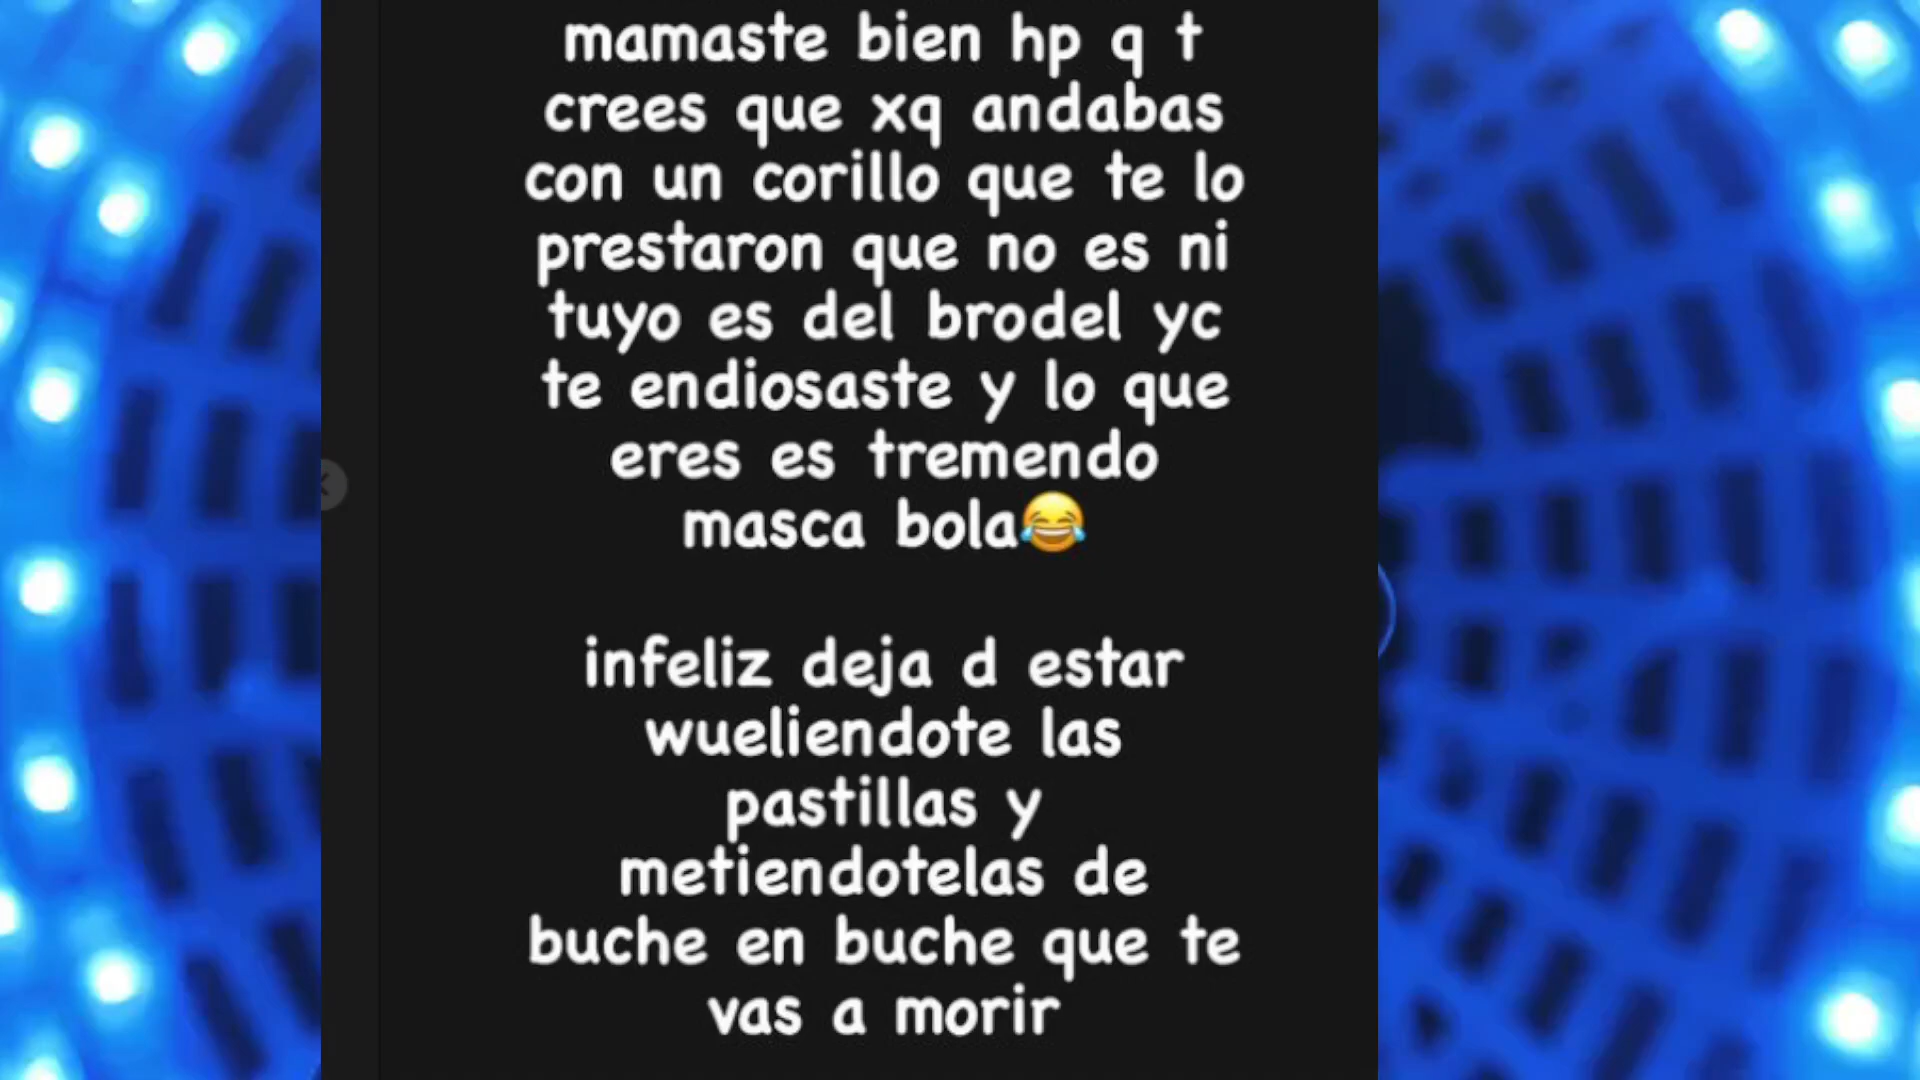 mamaste bien hp q t
crees que xq andabas
con un corillo que te lo
prestaron que no es ni
tuyo es del brodel yc
te endiosaste y lo que
eres es tremendo
masca bola😂
infeliz deja d estar
wueliendote las
pastillas y
metiendotelas de
buche en buche que te
vas a morir